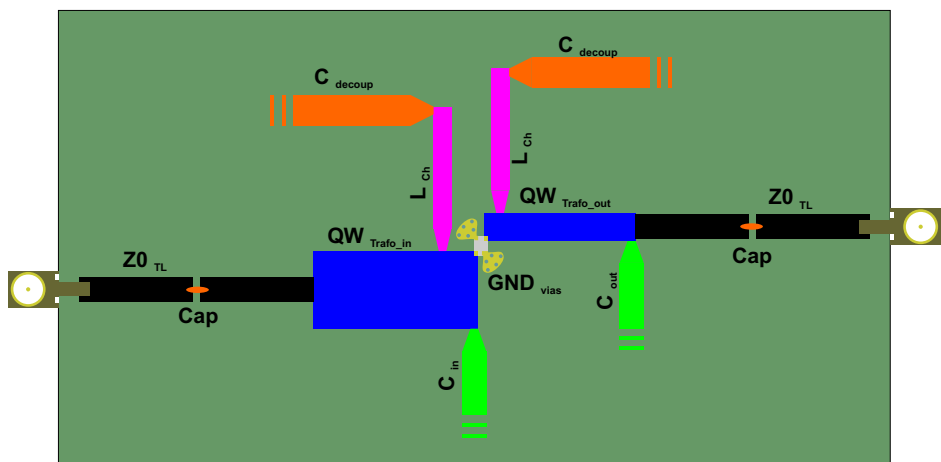 C decoup
C decoup
L Ch
L Ch
QW Trafo_out
Z0 TL
QW Trafo_in
Z0 TL
Cap
GND vias
C out
Cap
C in